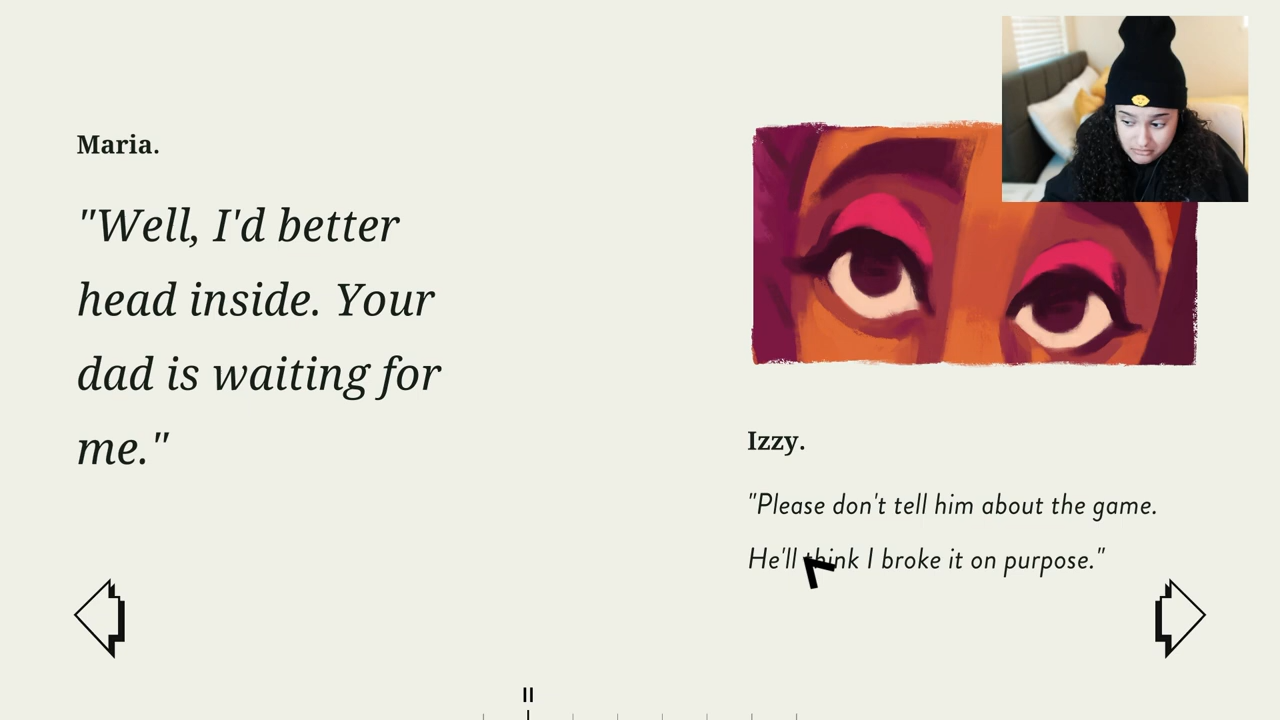 Maria.
"Well, I'd better
head inside. Your
dad is waiting for
me."
Izzy.
"Please don't tell him about the game.
He'll think I broke it on purpose."
II